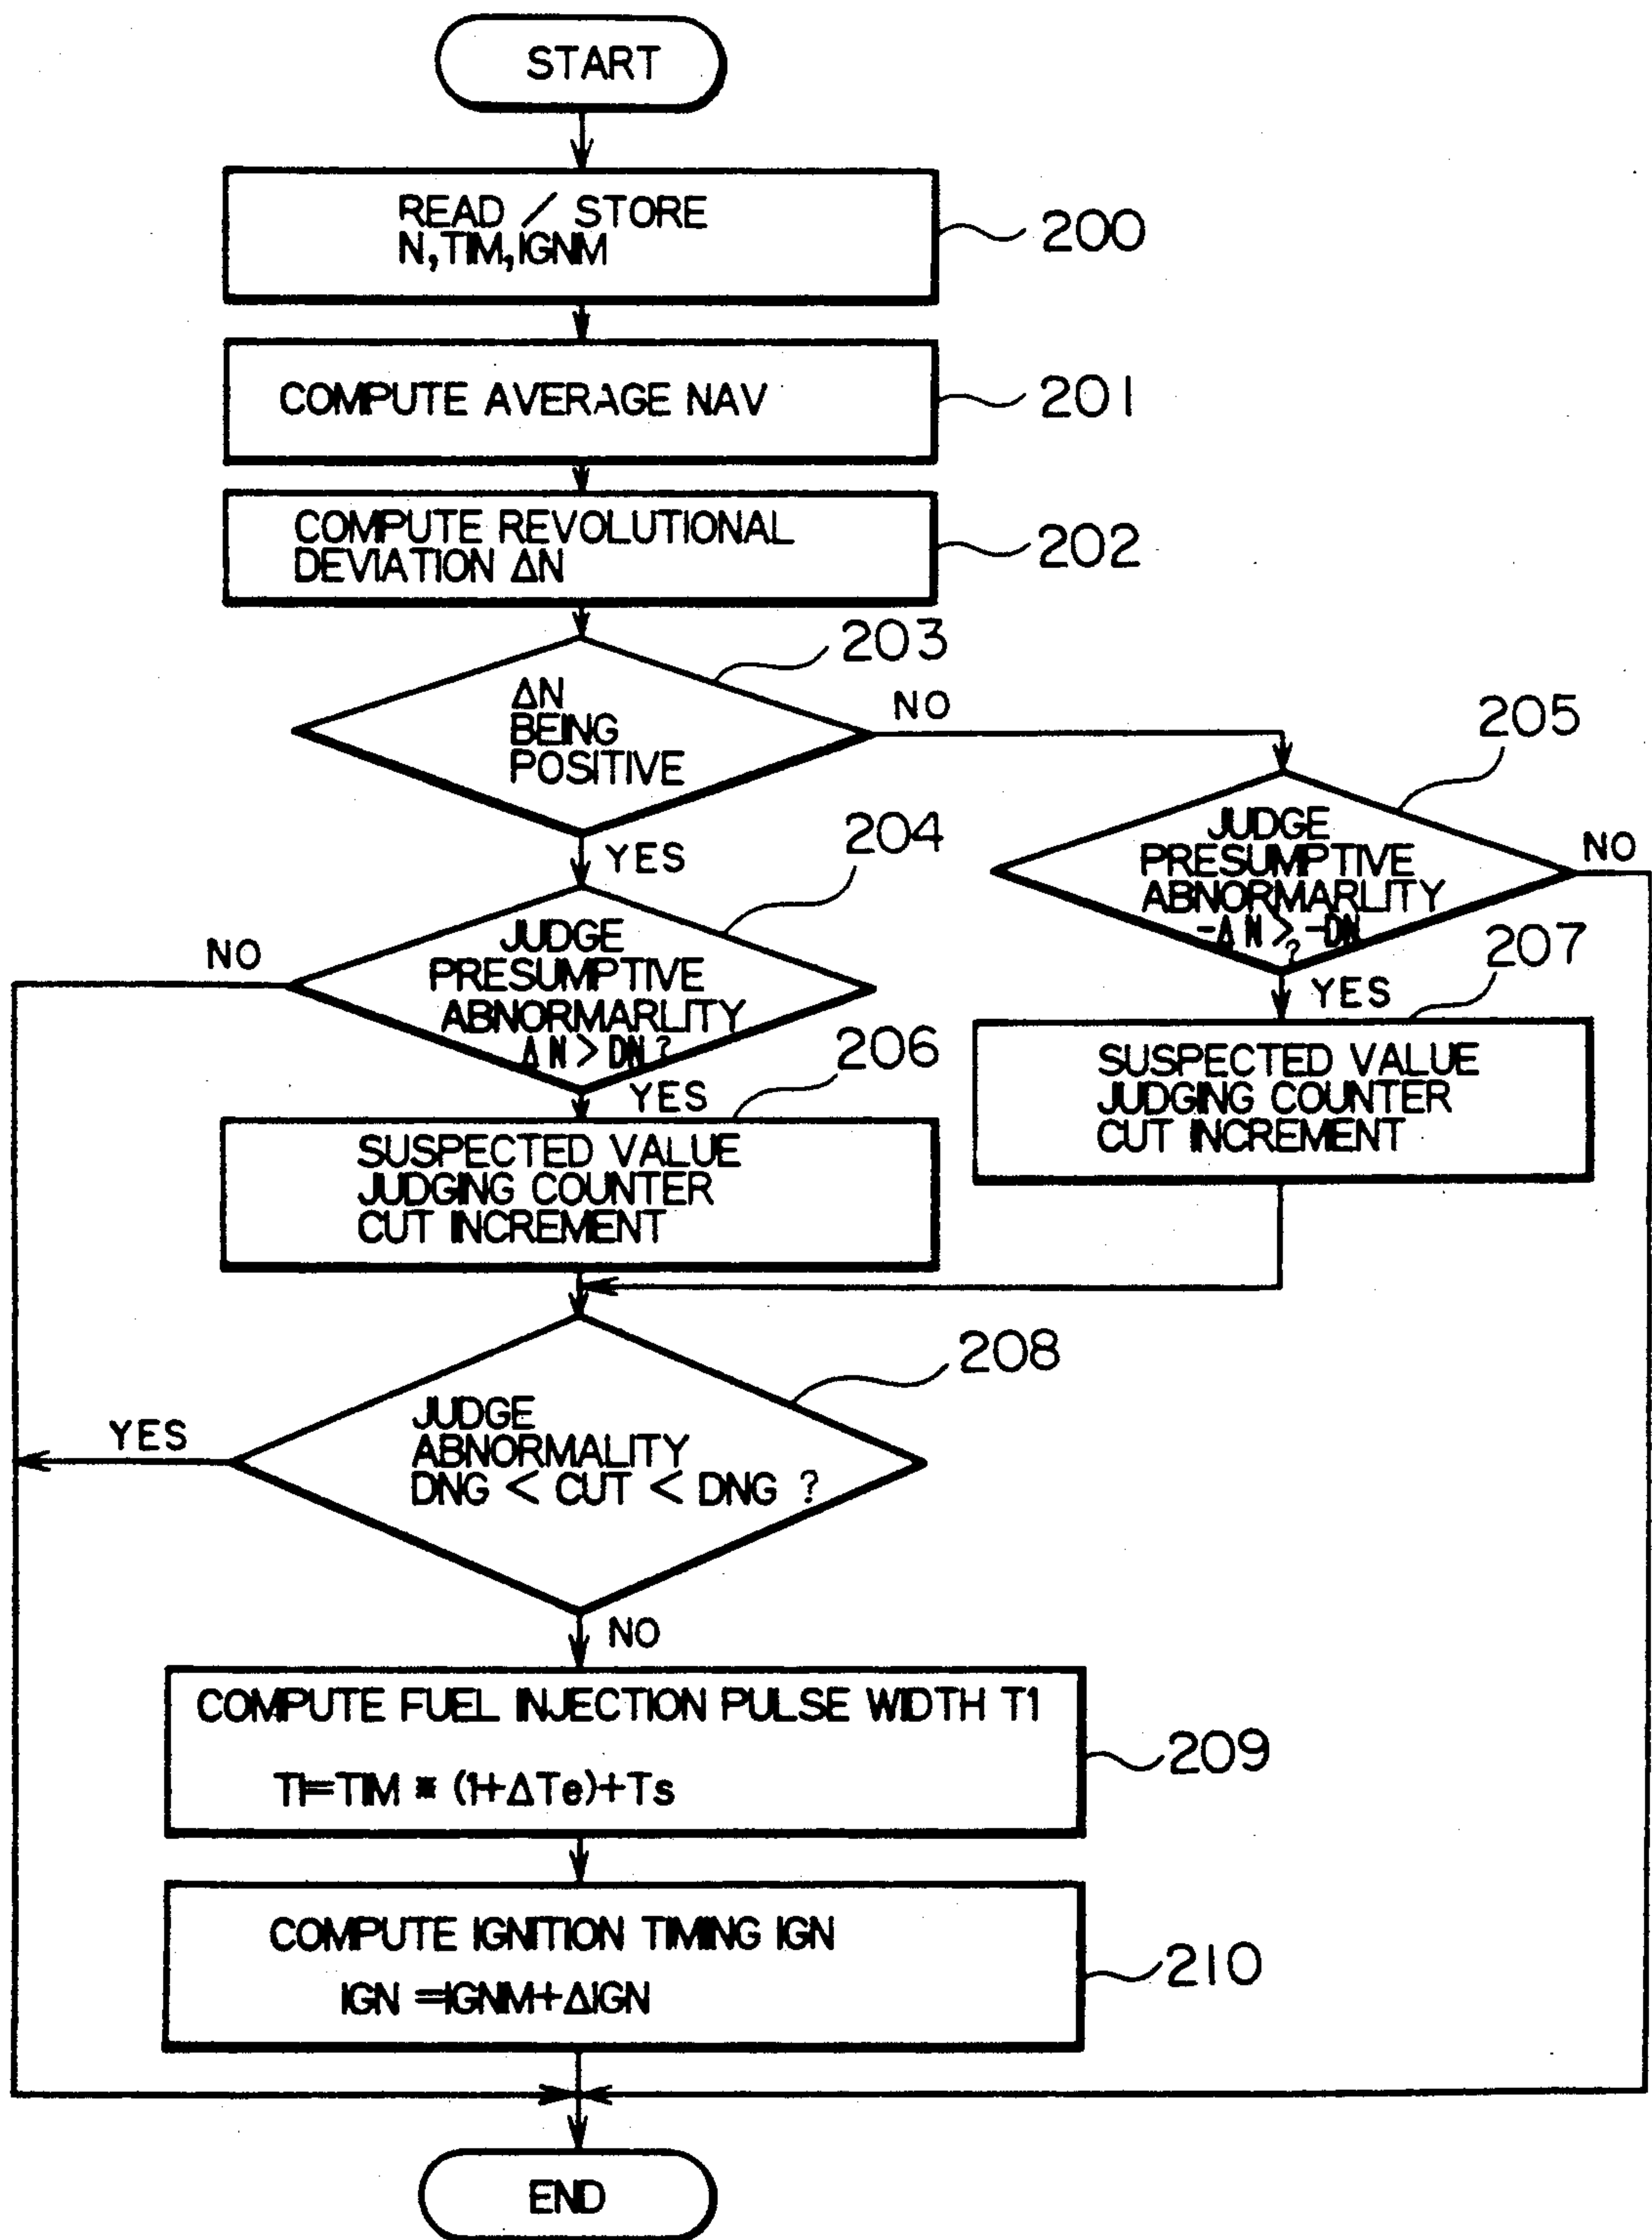 START
READ / STORE
N,TIM,IGNM
200
COMPUTE AVERAGE NAV
201
COMPUTE REVOLUTIONAL
DEVIATION ΔN
202
203
ΔN
BEING
POSITIVE
NO
YES
205
JUDGE
PRESUMPTIVE
ABNORMARLITY
-ΔN > -DN
?
NO
YES
204
JUDGE
PRESUMPTIVE
ABNORMARLITY
ΔN > DN ?
NO
YES
206
SUSPECTED VALUE
JUDGING COUNTER
CUT INCREMENT
207
SUSPECTED VALUE
JUDGING COUNTER
CUT INCREMENT
208
JUDGE
ABNORMALITY
DNG < CUT < DNG ?
YES
NO
COMPUTE FUEL INJECTION PULSE WIDTH T1
TI=TIM * (1+ΔTe)+Ts
209
COMPUTE IGNITION TIMING IGN
IGN =IGNM+ΔIGN
210
END